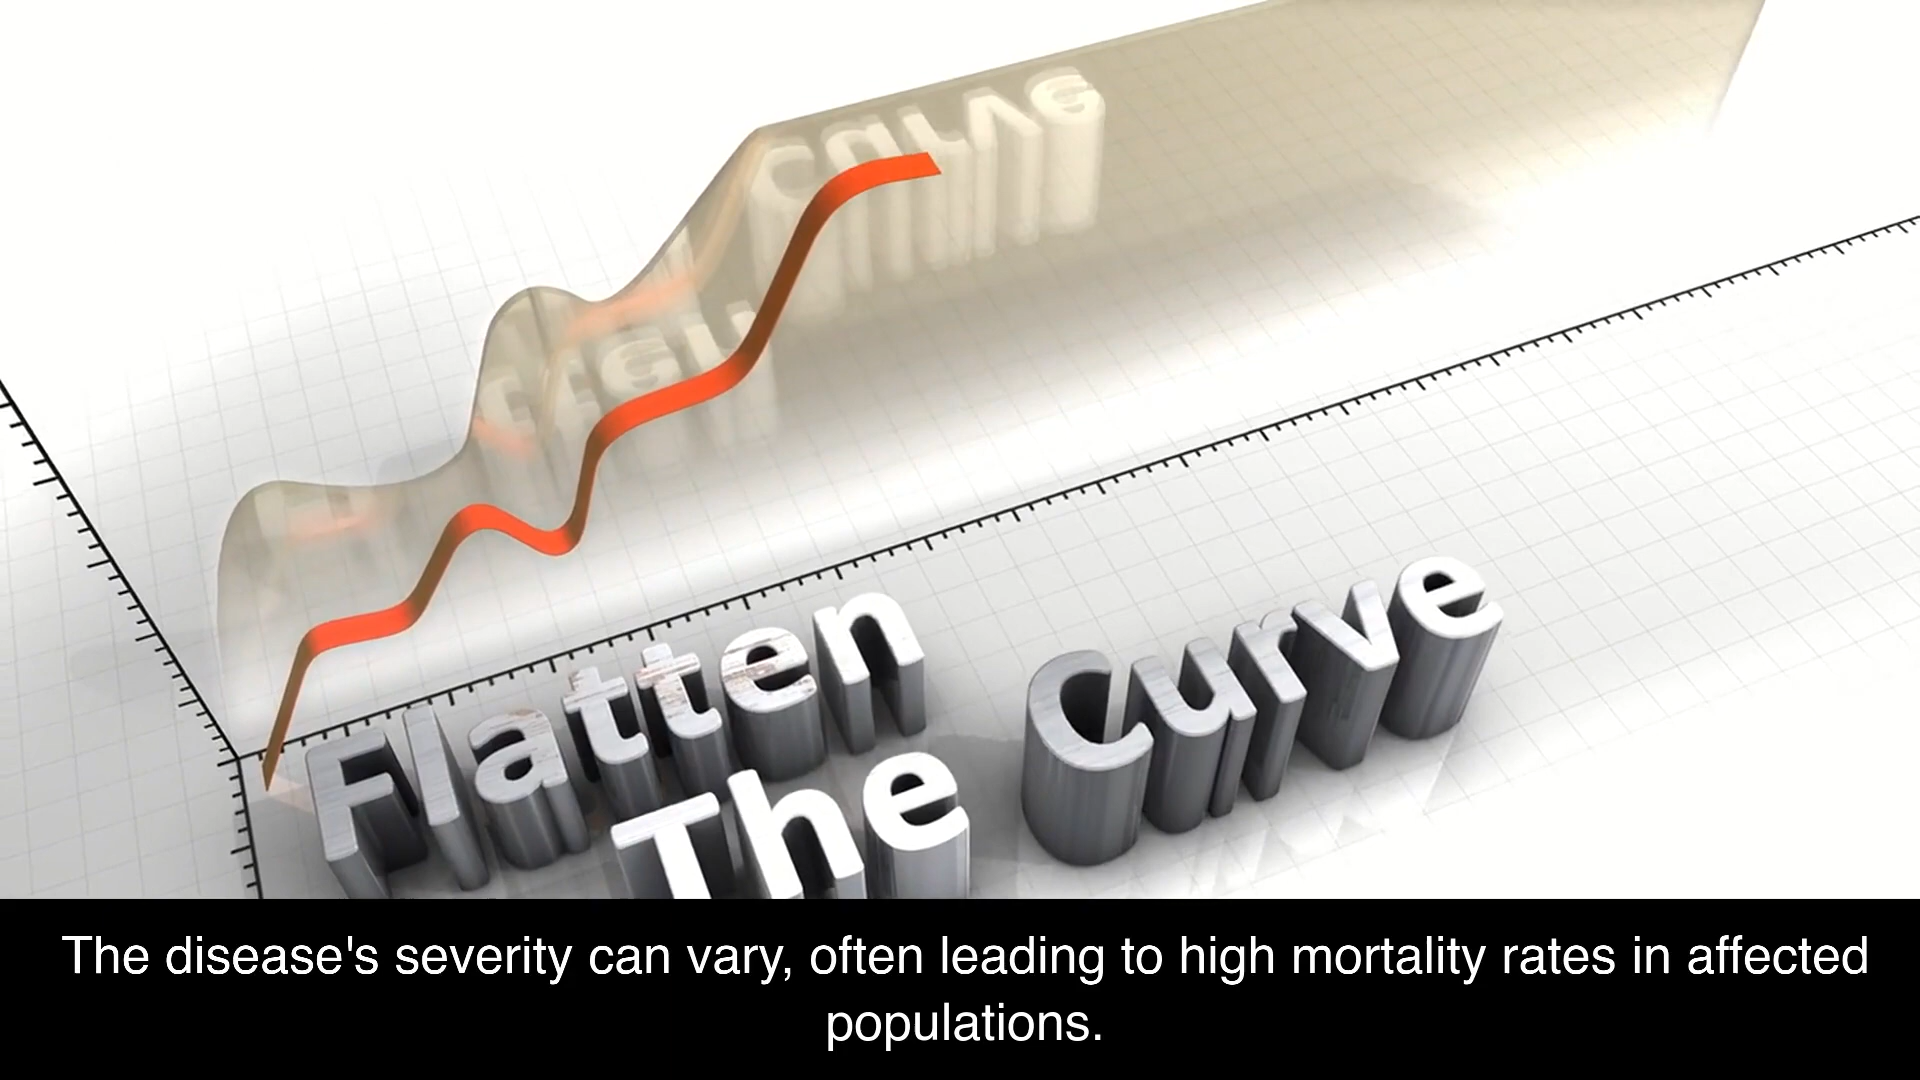 Flatten
The Curve
The disease's severity can vary, often leading to high mortality rates in affected
populations.